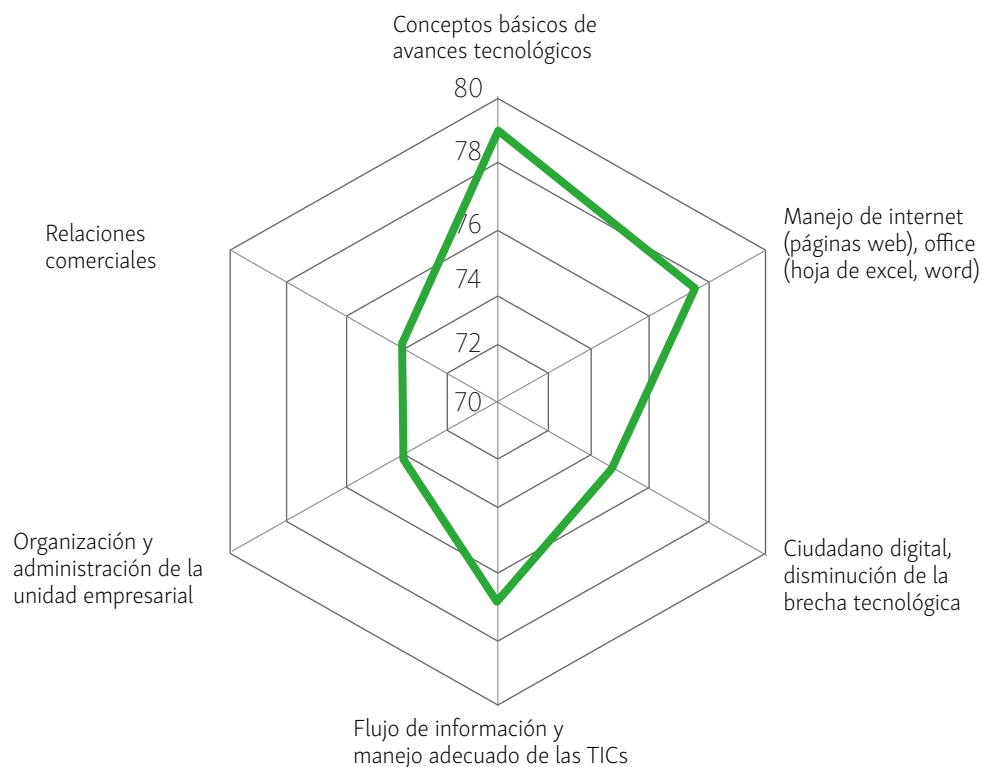 Conceptos básicos de
avances tecnológicos
80
78
76
74
72
70
Manejo de internet
(páginas web), office
(hoja de excel, word)
Relaciones
comerciales
Organización y
administración de la
unidad empresarial
Ciudadano digital,
disminución de la
brecha tecnológica
Flujo de información y
manejo adecuado de las TICs